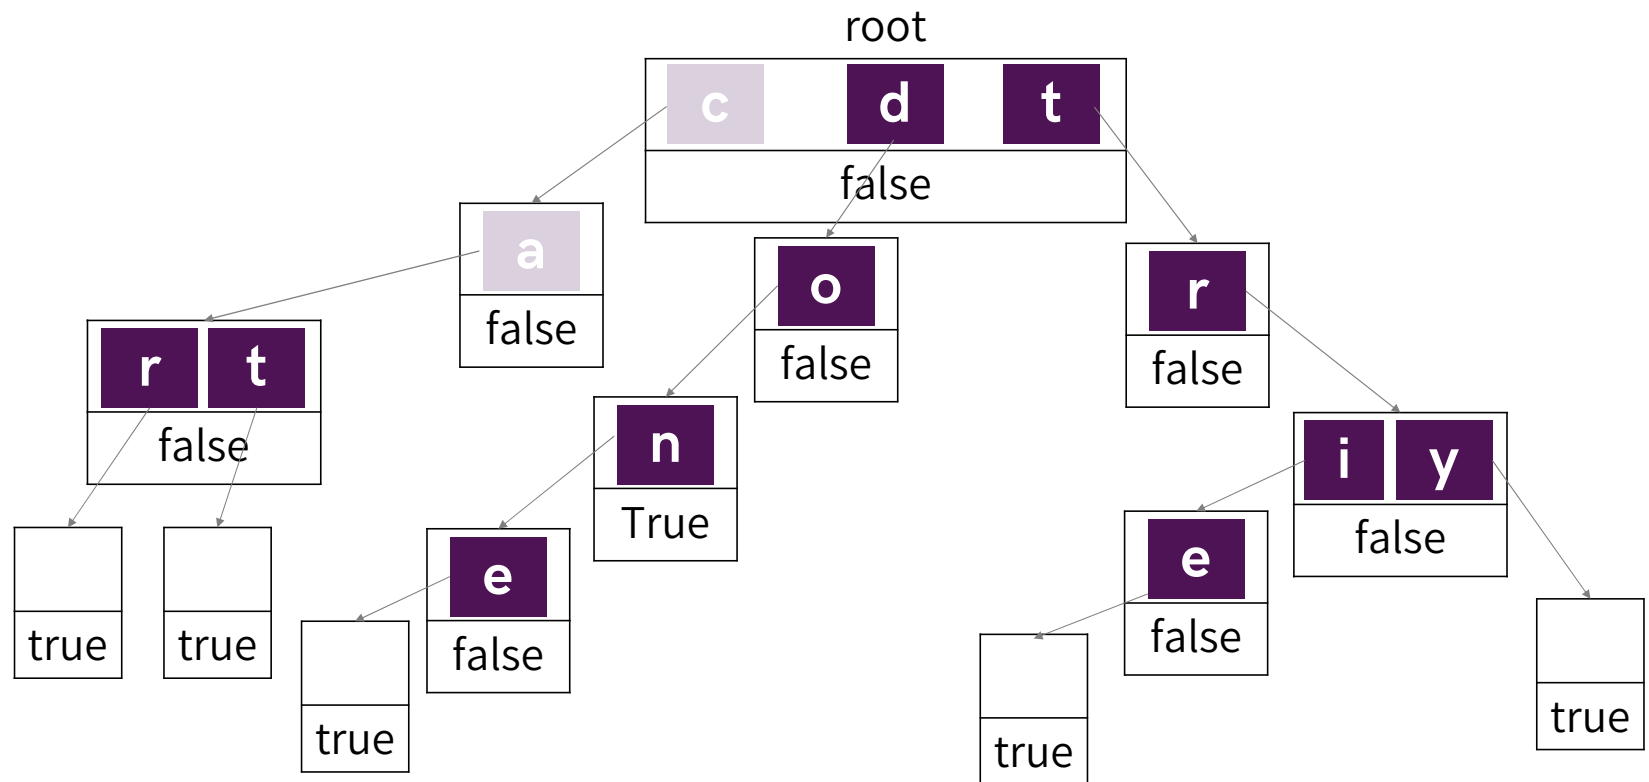 root
c d t
false
a
false
o
false
r
false
r t
false
n
True
i y
false
e
false
e
false
true
true
true
true
true